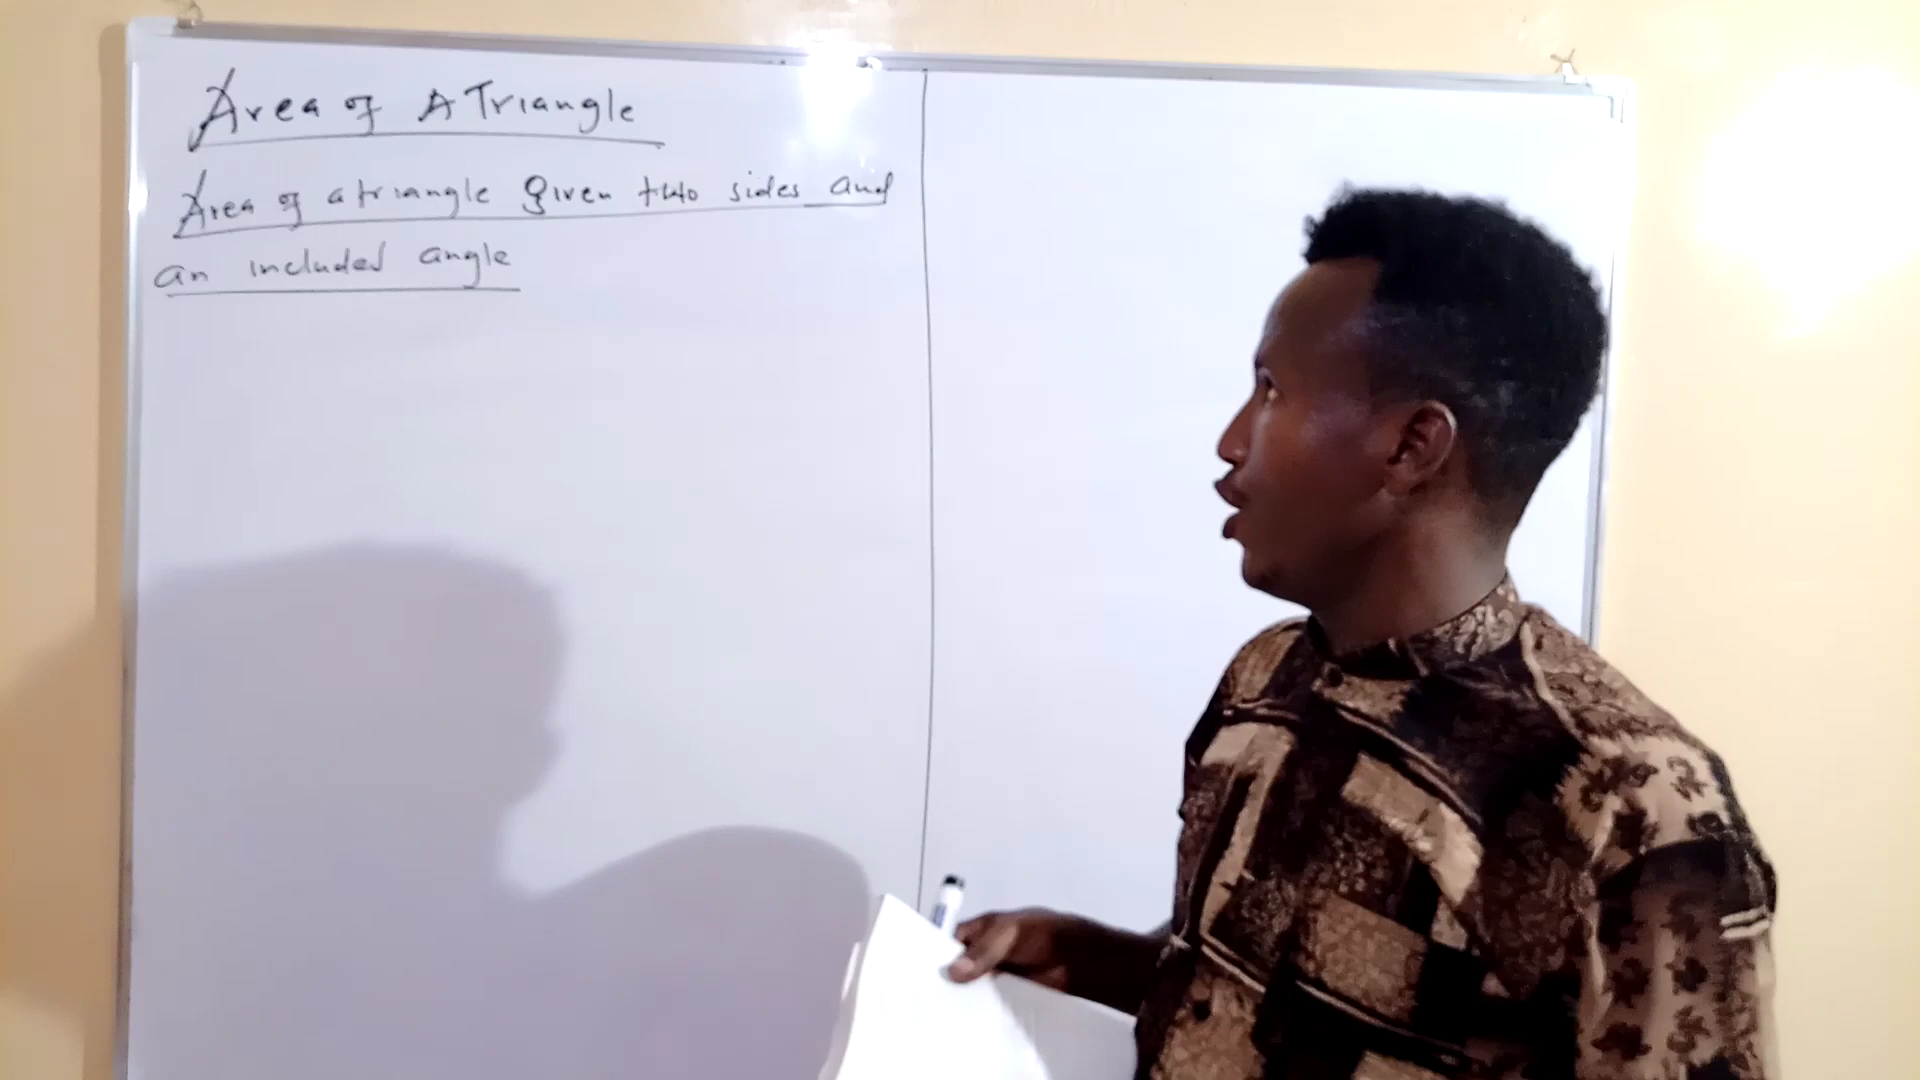 Area of A Triangle
Area of a triangle Given two sides and
an included angle